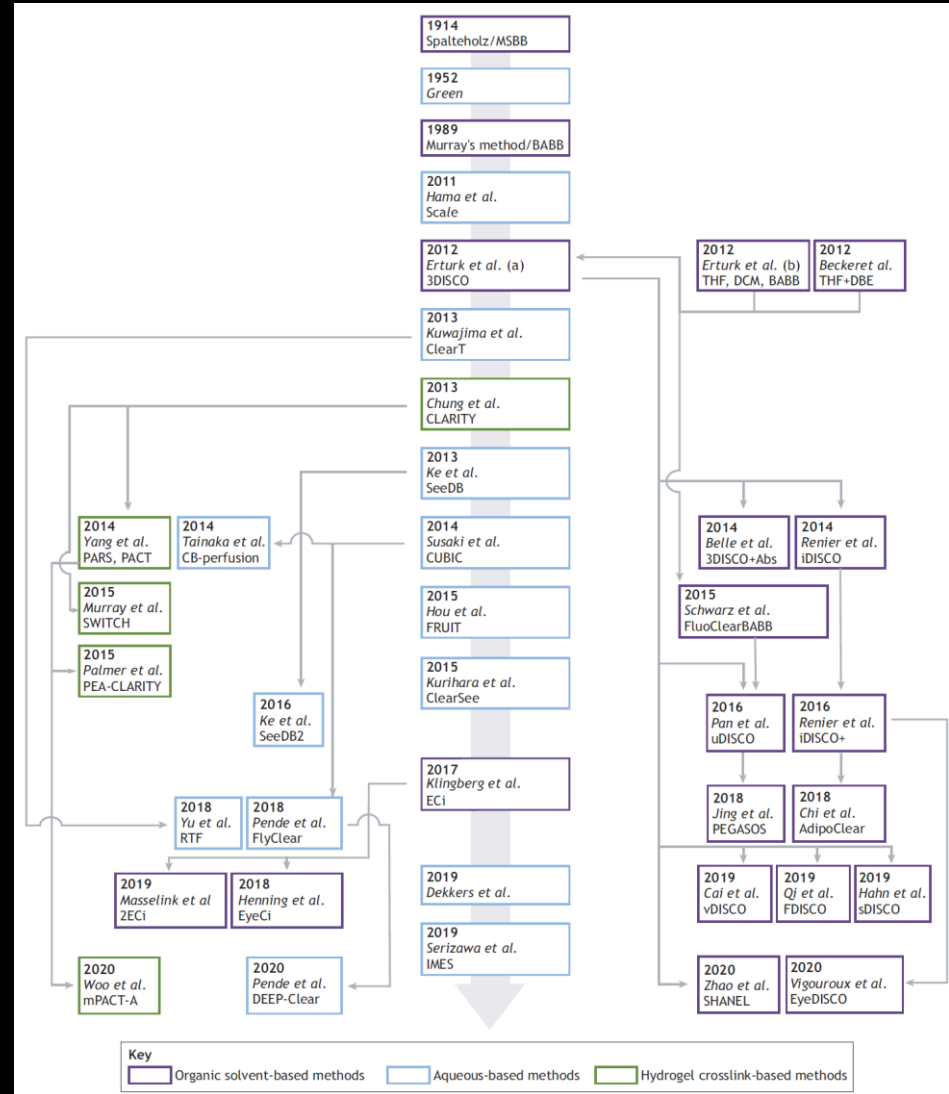 1914
Spalteholz/MSBB
1952
Green
1989
Murray's method/BABB
2011
Hama et al.
Scale
2012
Erturk et al. (a)
3DISCO
2012
Erturk et al. (b)
THF, DCM, BABB
2012
Beckeret al.
THF+DBE
2013
Kuwajima et al.
ClearT
2013
Chung et al.
CLARITY
2013
Ke et al.
SeeDB
2014
Yang et al.
PARS, PACT
2014
Tainaka et al.
CB-perfusion
2014
Susaki et al.
CUBIC
2014
Belle et al.
3DISCO+Abs
2014
Renier et al.
iDISCO
2015
Murray et al.
SWITCH
2015
Hou et al.
FRUIT
2015
Schwarz et al.
FluoClearBABB
2015
Palmer et al.
PEA-CLARITY
2015
Kurihara et al.
ClearSee
2016
Ke et al.
SeeDB2
2016
Pan et al.
uDISCO
2016
Renier et al.
iDISCO+
2017
Klingberg et al.
ECi
2018
Yu et al.
RTF
2018
Pende et al.
FlyClear
2018
Jing et al.
PEGASOS
2018
Chi et al.
AdipoClear
2019
Masselink et al
2ECi
2018
Henning et al.
EyeCi
2019
Dekkers et al.
2019
Cai et al.
vDISCO
2019
Qi et al.
FDISCO
2019
Hahn et al.
sDISCO
2019
Serizawa et al.
IMES
2020
Woo et al.
mPACT-A
2020
Pende et al.
DEEP-Clear
2020
Zhao et al.
SHANEL
2020
Vigouroux et al.
EyeDISCO
Key
Organic solvent-based methods
Aqueous-based methods
Hydrogel crosslink-based methods